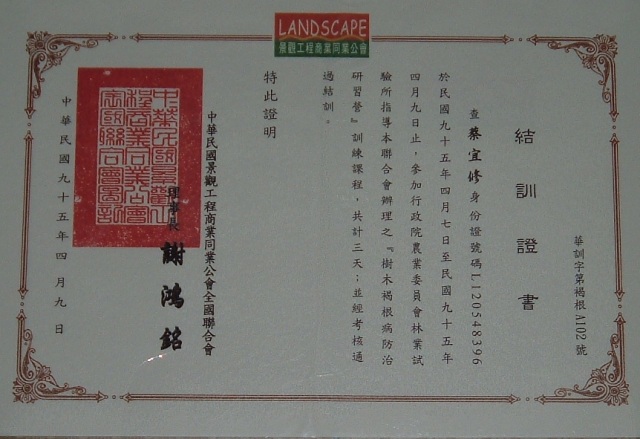 LANDSCAPE
景觀工程商業同業公會
華訓字第褐根A102號
結訓證書
查蔡宜修身份證號碼L120548396
於民國九十五年四月七日至民國九十五年
四月九日止，參加行政院農業委員會林業試
驗所指導本聯合會辦理之『樹木褐根病防治
研習營』訓練課程，共計三天；並經考核通
過結訓。
特此證明
中華民國景觀工程商業同業公會全國聯合會
理事長 謝鴻銘
中華民國九十五年四月九日